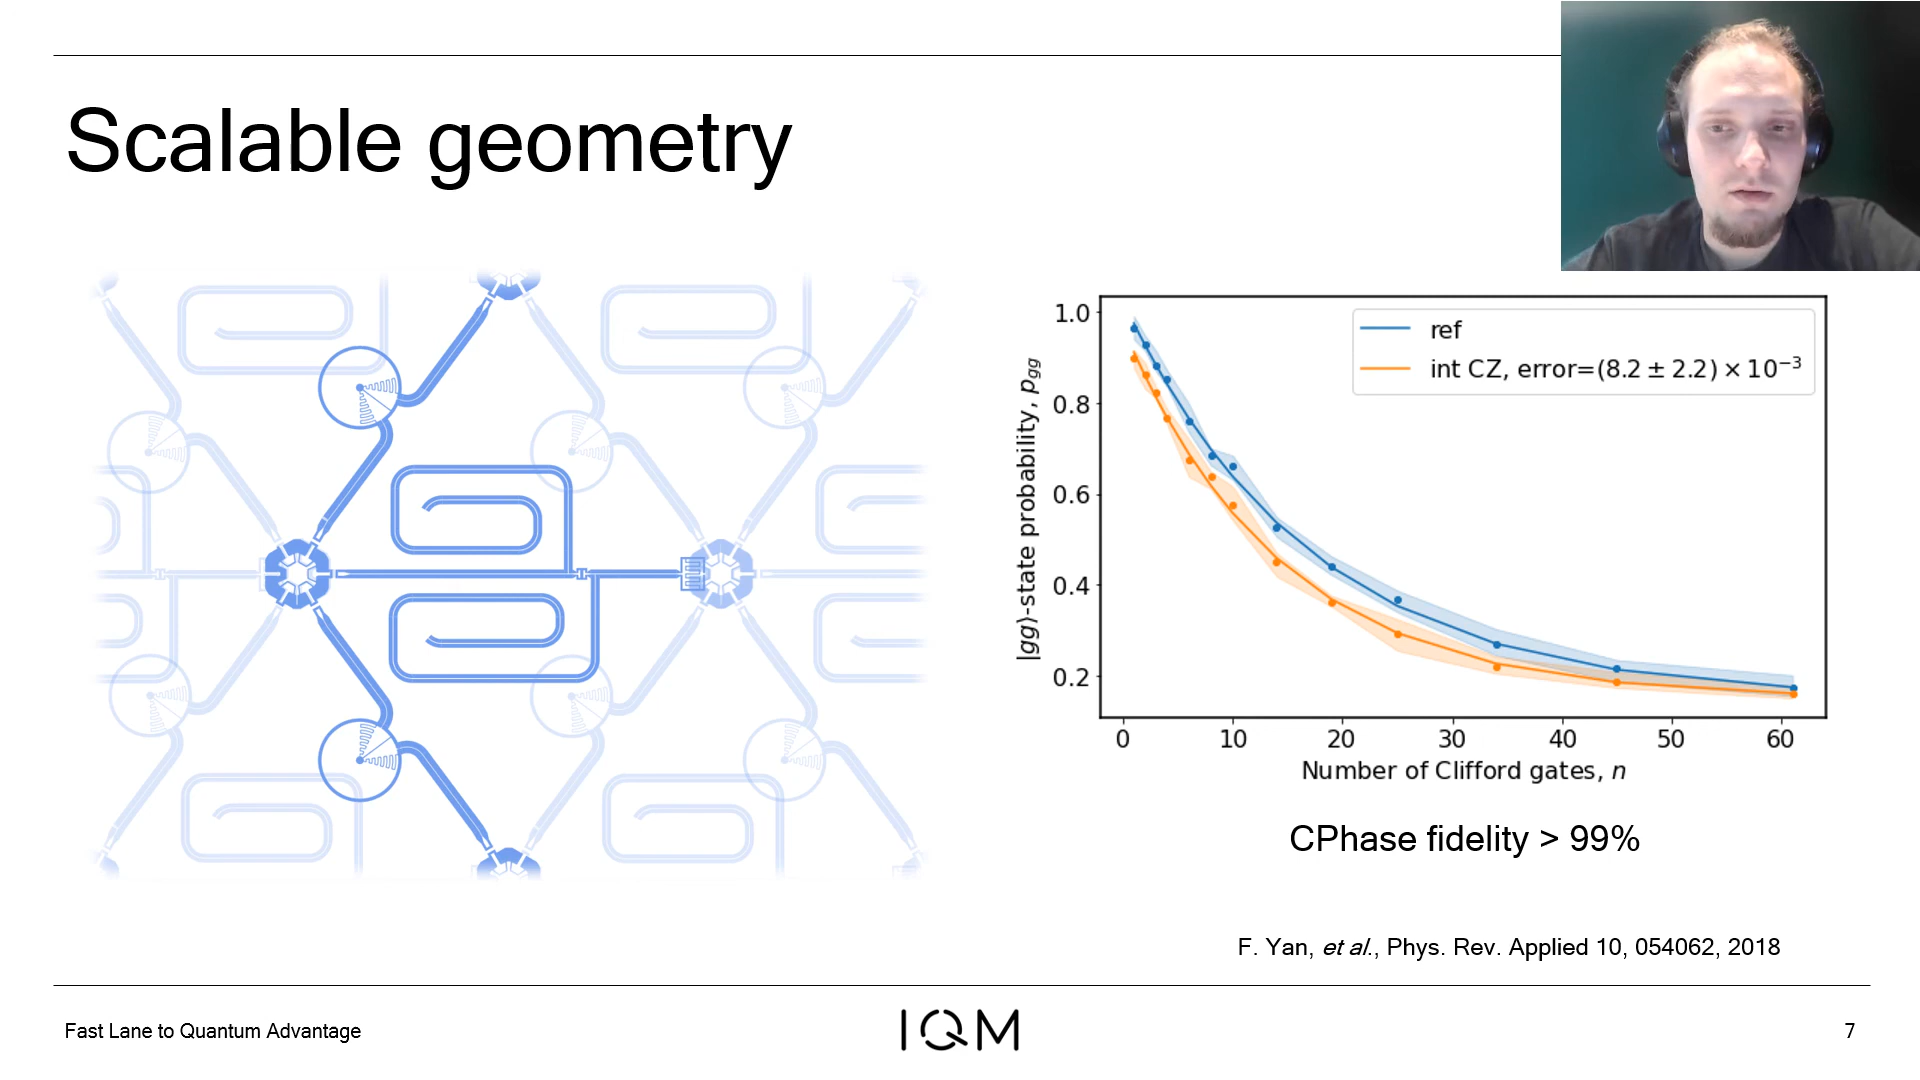 Scalable geometry
1.0
0.8
0.6
0.4
0.2
|gg⟩-state probability, p_gg
ref
int CZ, error=(8.2 ± 2.2) × 10⁻³
0 10 20 30 40 50 60
Number of Clifford gates, n
CPhase fidelity > 99%
F. Yan, et al., Phys. Rev. Applied 10, 054062, 2018
Fast Lane to Quantum Advantage
IQM
7